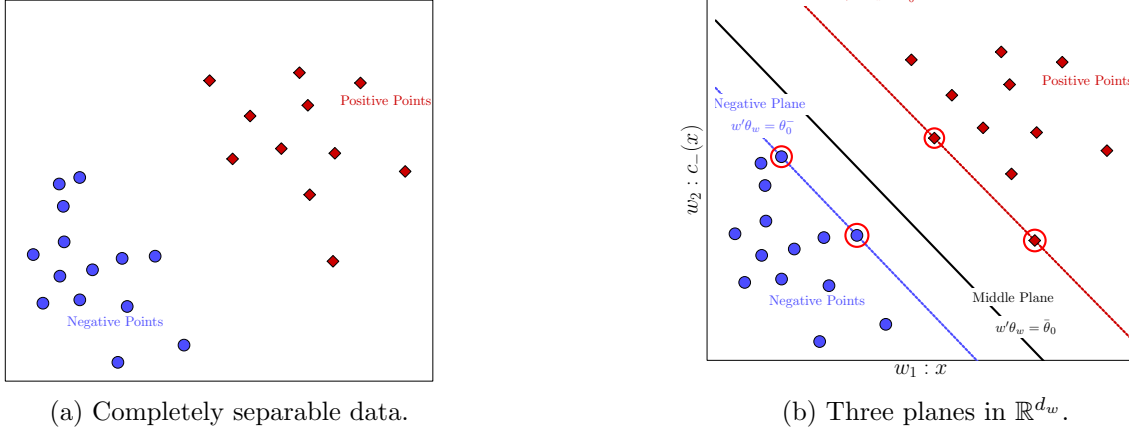 Positive Points
Negative Points
(a) Completely separable data.
Positive Points
Negative Plane
w′θ_w = θ_0^−
w_2 : c_−(x)
Negative Points
Middle Plane
w′θ_w = θ̄_0
w_1 : x
(b) Three planes in ℝ^{d_w}.